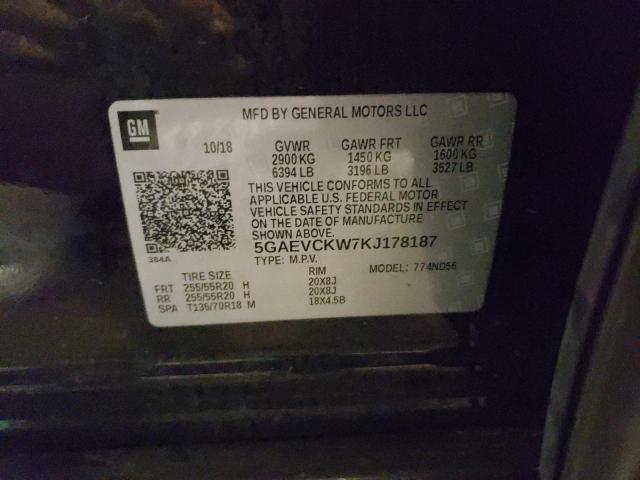 GM
MFD BY GENERAL MOTORS LLC
10/18 GVWR GAWR FRT GAWR RR
2900 KG 1450 KG 1600 KG
6394 LB 3196 LB 3527 LB
THIS VEHICLE CONFORMS TO ALL
APPLICABLE U.S. FEDERAL MOTOR
VEHICLE SAFETY STANDARDS IN EFFECT
ON THE DATE OF MANUFACTURE
SHOWN ABOVE.
5GAEVCKW7KJ178187
384A
TYPE: M.P.V. MODEL: 774ND56
TIRE SIZE RIM
FRT 255/55R20 H 20X8J
RR 255/55R20 H 20X8J
SPA T135/70R18 M 18X4.5B